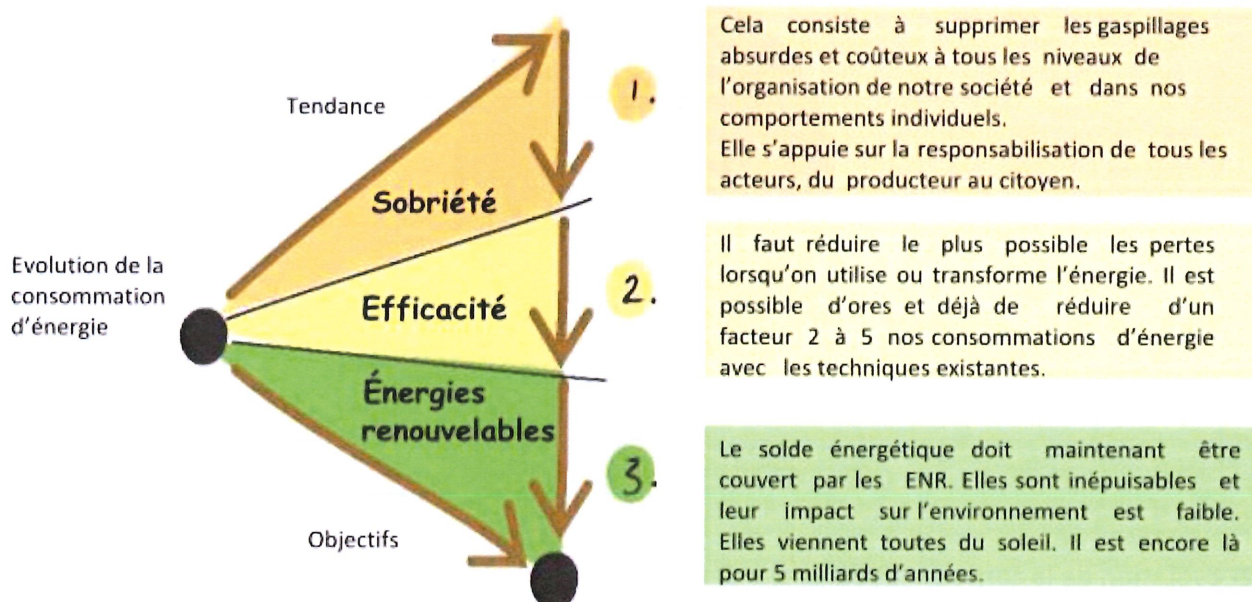 Tendance
Sobriété
Evolution de la
consommation
d'énergie
Efficacité
Énergies
renouvelables
Objectifs
1.
Cela consiste à supprimer les gaspillages
absurdes et coûteux à tous les niveaux de
l'organisation de notre société et dans nos
comportements individuels.
Elle s'appuie sur la responsabilisation de tous les
acteurs, du producteur au citoyen.
2.
Il faut réduire le plus possible les pertes
lorsqu'on utilise ou transforme l'énergie. Il est
possible d'ores et déjà de réduire d'un
facteur 2 à 5 nos consommations d'énergie
avec les techniques existantes.
3.
Le solde énergétique doit maintenant être
couvert par les ENR. Elles sont inépuisables et
leur impact sur l'environnement est faible.
Elles viennent toutes du soleil. Il est encore là
pour 5 milliards d'années.